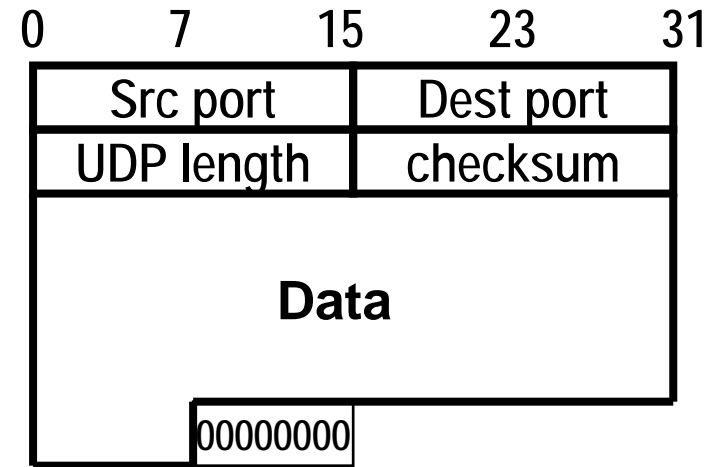 0 7 15 23 31
Src port Dest port
UDP length checksum
Data
00000000